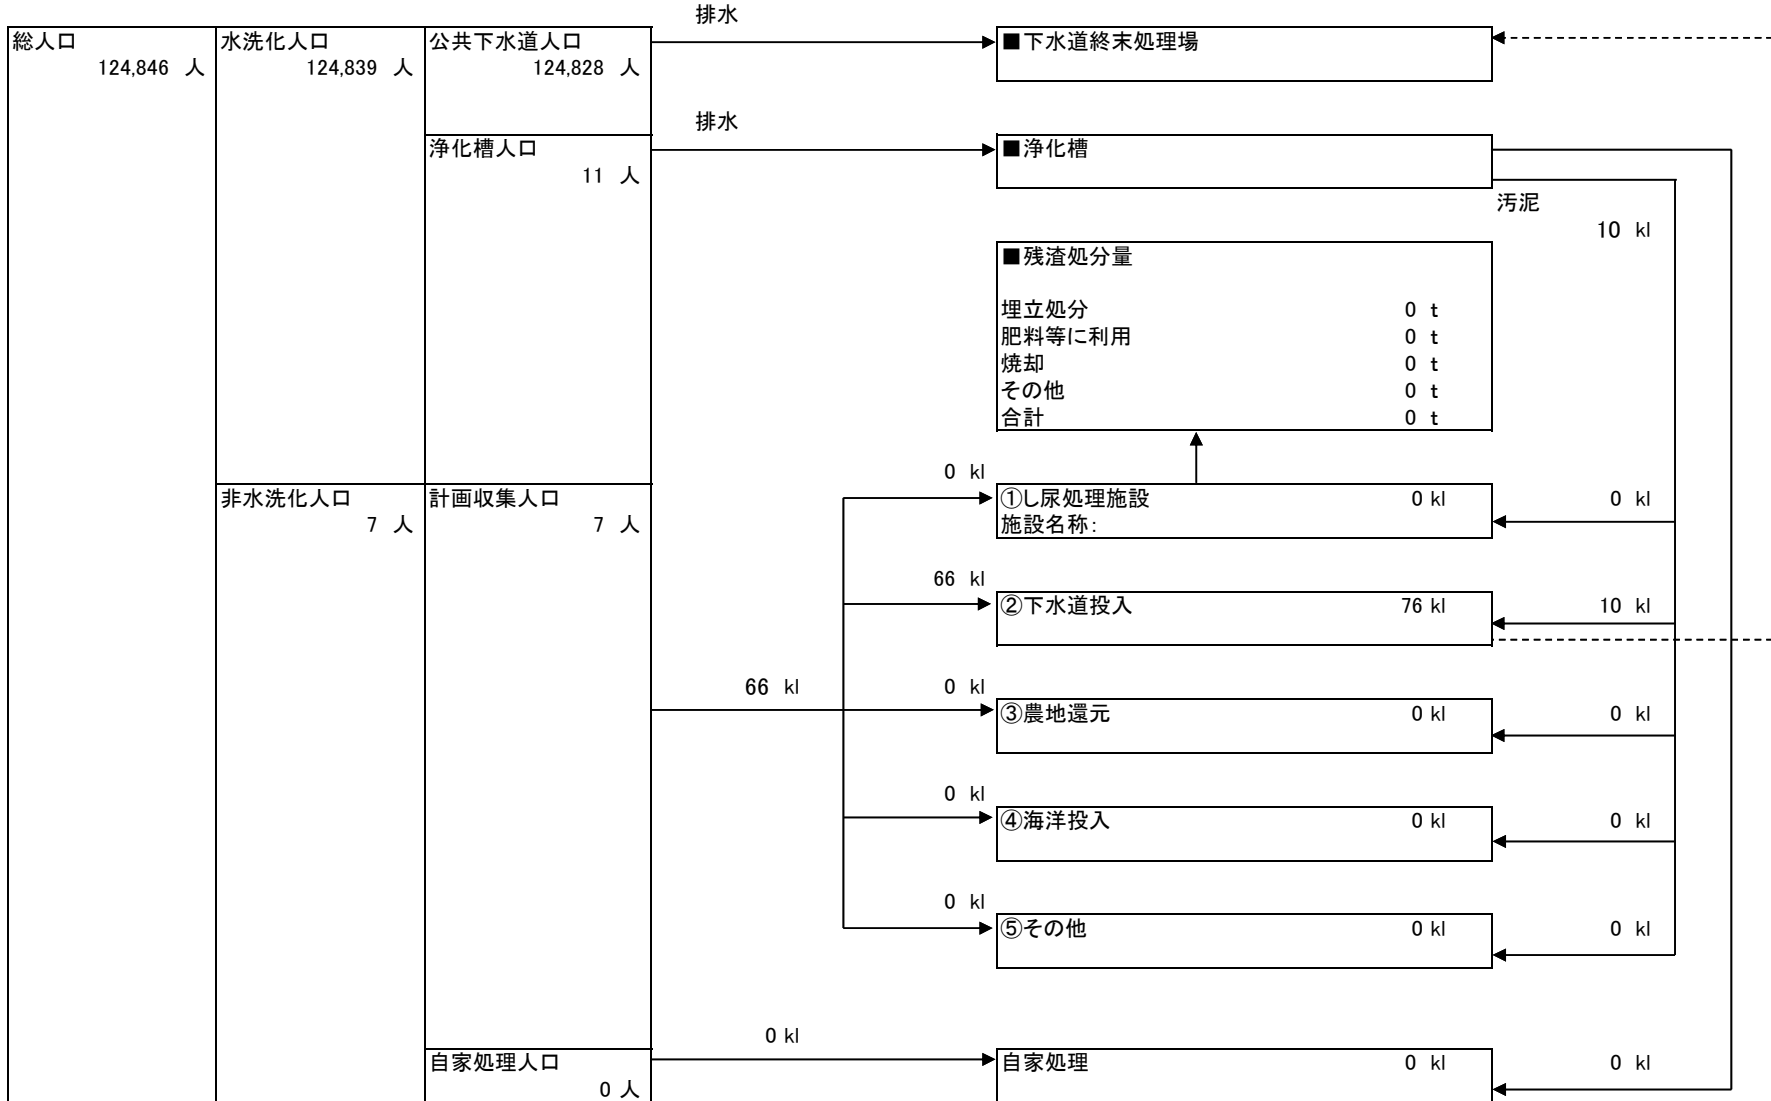 排水
総人口
124,846 人
水洗化人口
124,839 人
公共下水道人口
124,828 人
■下水道終末処理場
排水
浄化槽人口
11 人
■浄化槽
汚泥
10 kl
■残渣処分量
埋立処分 0 t
肥料等に利用 0 t
焼却 0 t
その他 0 t
合計 0 t
0 kl
非水洗化人口
7 人
計画収集人口
7 人
①し尿処理施設 0 kl
施設名称:
0 kl
66 kl
②下水道投入 76 kl
10 kl
66 kl
0 kl
③農地還元 0 kl
0 kl
0 kl
④海洋投入 0 kl
0 kl
0 kl
⑤その他 0 kl
0 kl
0 kl
自家処理人口
0 人
自家処理 0 kl
0 kl